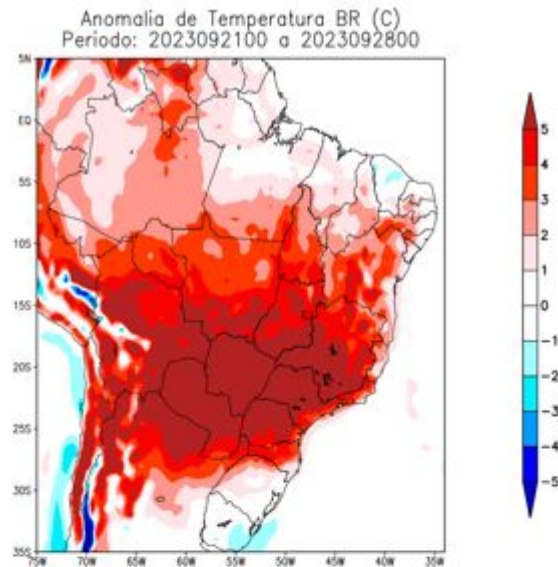 Anomalia de Temperatura BR (C)
Periodo: 2023092100 a 2023092800
5N
EQ
5S
10S
15S
20S
25S
30S
35S
75W 70W 65W 60W 55W 50W 45W 40W 35W
5
4
3
2
1
0
-1
-2
-3
-4
-5